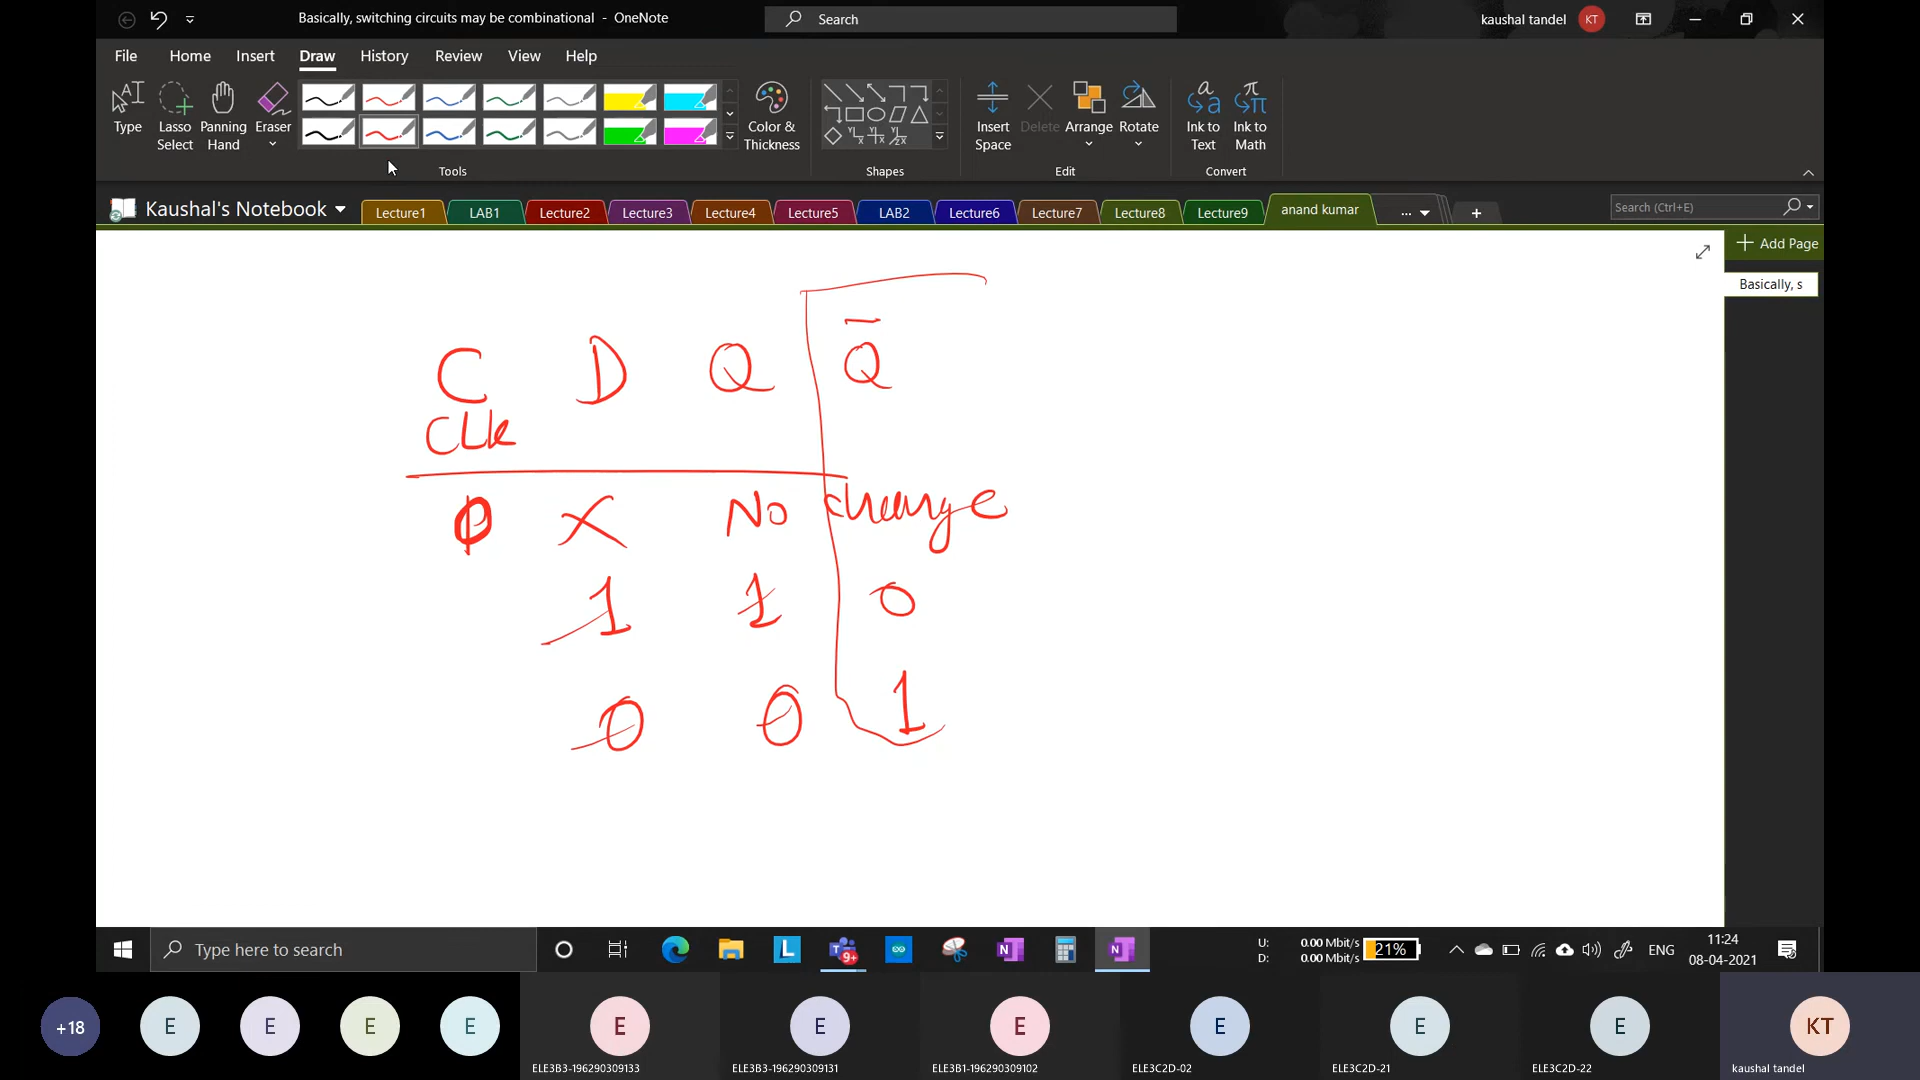 Basically, switching circuits may be combinational - OneNote
Search
kaushal tandel
KT
File Home Insert Draw History Review View Help
Type
Lasso Select
Panning Hand
Eraser
Color & Thickness
Insert Space
Delete
Arrange
Rotate
Ink to Text
Ink to Math
Tools
Shapes
Edit
Convert
Kaushal's Notebook
Lecture1 LAB1 Lecture2 Lecture3 Lecture4 Lecture5 LAB2 Lecture6 Lecture7 Lecture8 Lecture9 anand kumar ...
Search (Ctrl+E)
Add Page
Basically, s
C D Q Q̅
CLK
0 X No change
1 1 0
0 0 1
Type here to search
U: 0.00 Mbit/s
D: 0.00 Mbit/s
21%
ENG
11:24
08-04-2021
9+
+18 E E E E E E E E E E KT
ELE3B3-196290309133 ELE3B3-196290309131 ELE3B1-196290309102 ELE3C2D-02 ELE3C2D-21 ELE3C2D-22 kaushal tandel